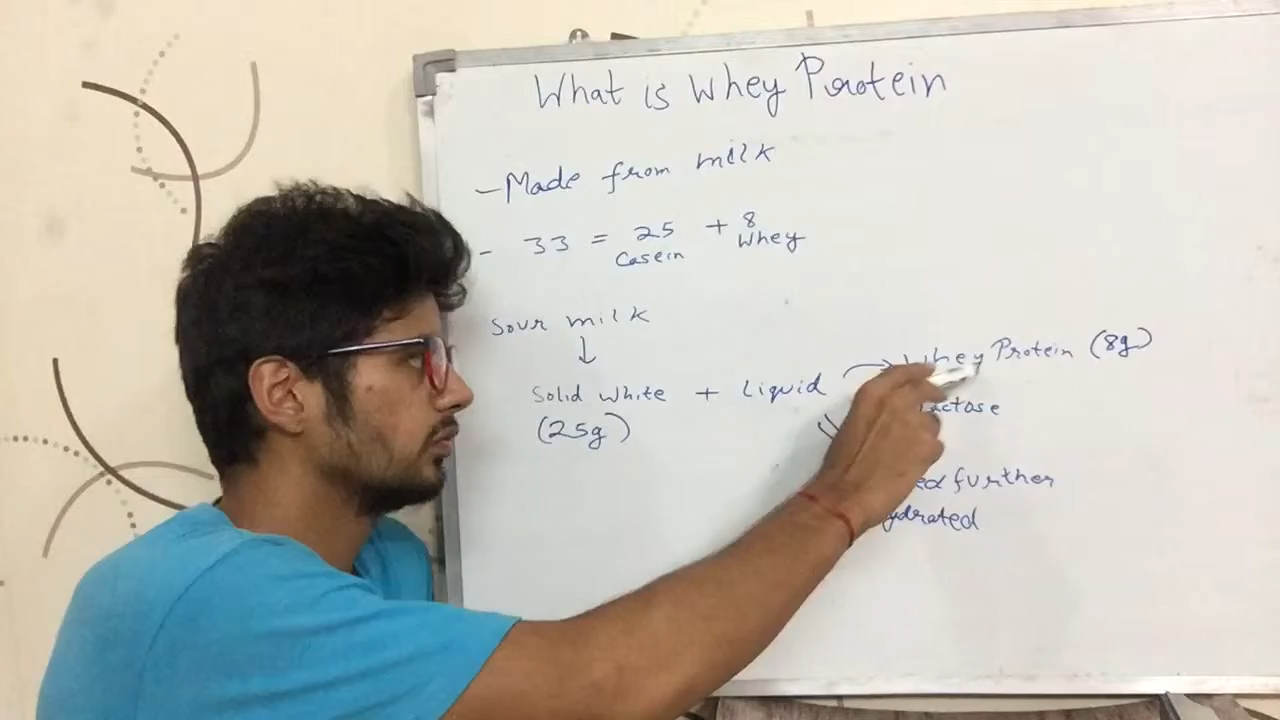 What is Whey Protein
- Made from milk
- 33 = 25 + 8
Casein Whey
Sour milk
↓
Solid White + Liquid
(25g)
Whey Protein (8g)
Lactose
further